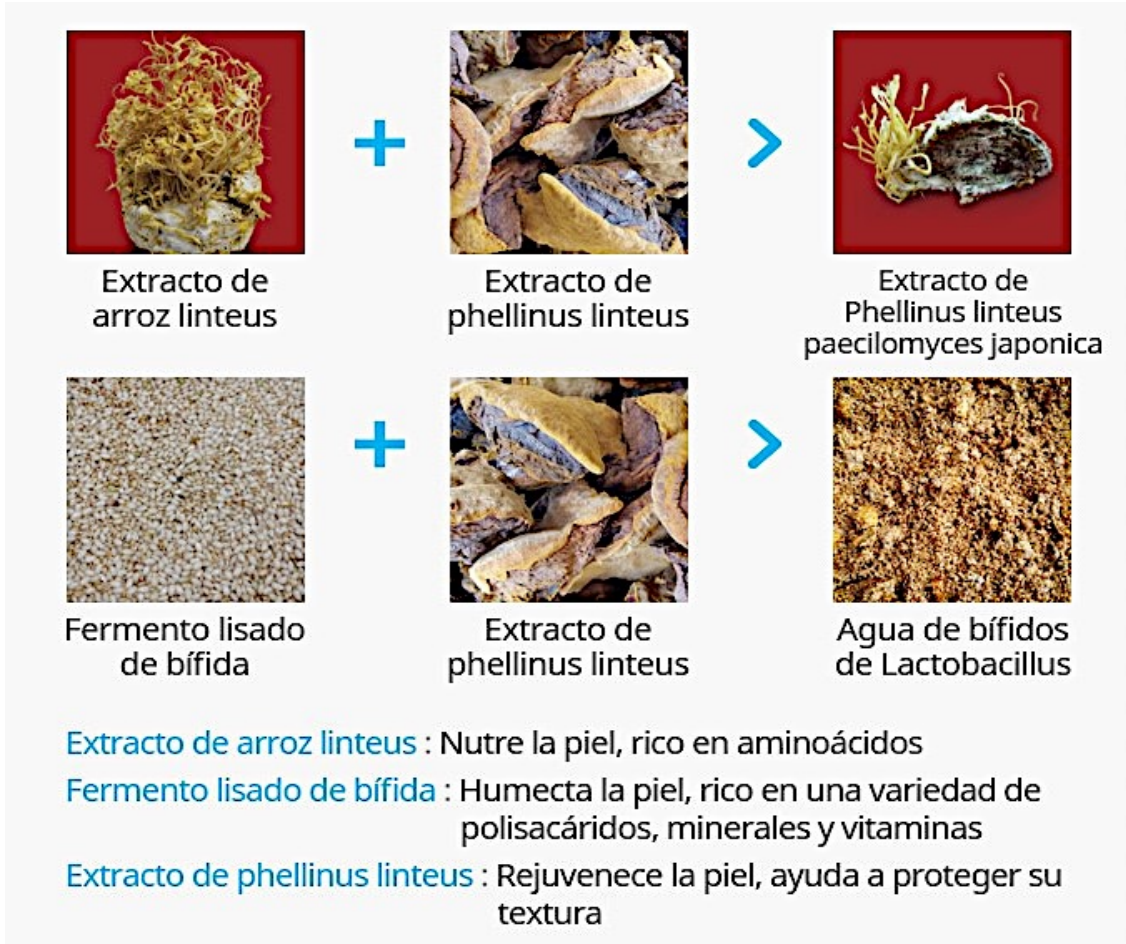 Extracto de
arroz linteus
Extracto de
phellinus linteus
Extracto de
Phellinus linteus
paecilomyces japonica
Fermento lisado
de bífida
Extracto de
phellinus linteus
Agua de bífidos
de Lactobacillus
Extracto de arroz linteus : Nutre la piel, rico en aminoácidos
Fermento lisado de bífida : Humecta la piel, rico en una variedad de
polisacáridos, minerales y vitaminas
Extracto de phellinus linteus : Rejuvenece la piel, ayuda a proteger su
textura